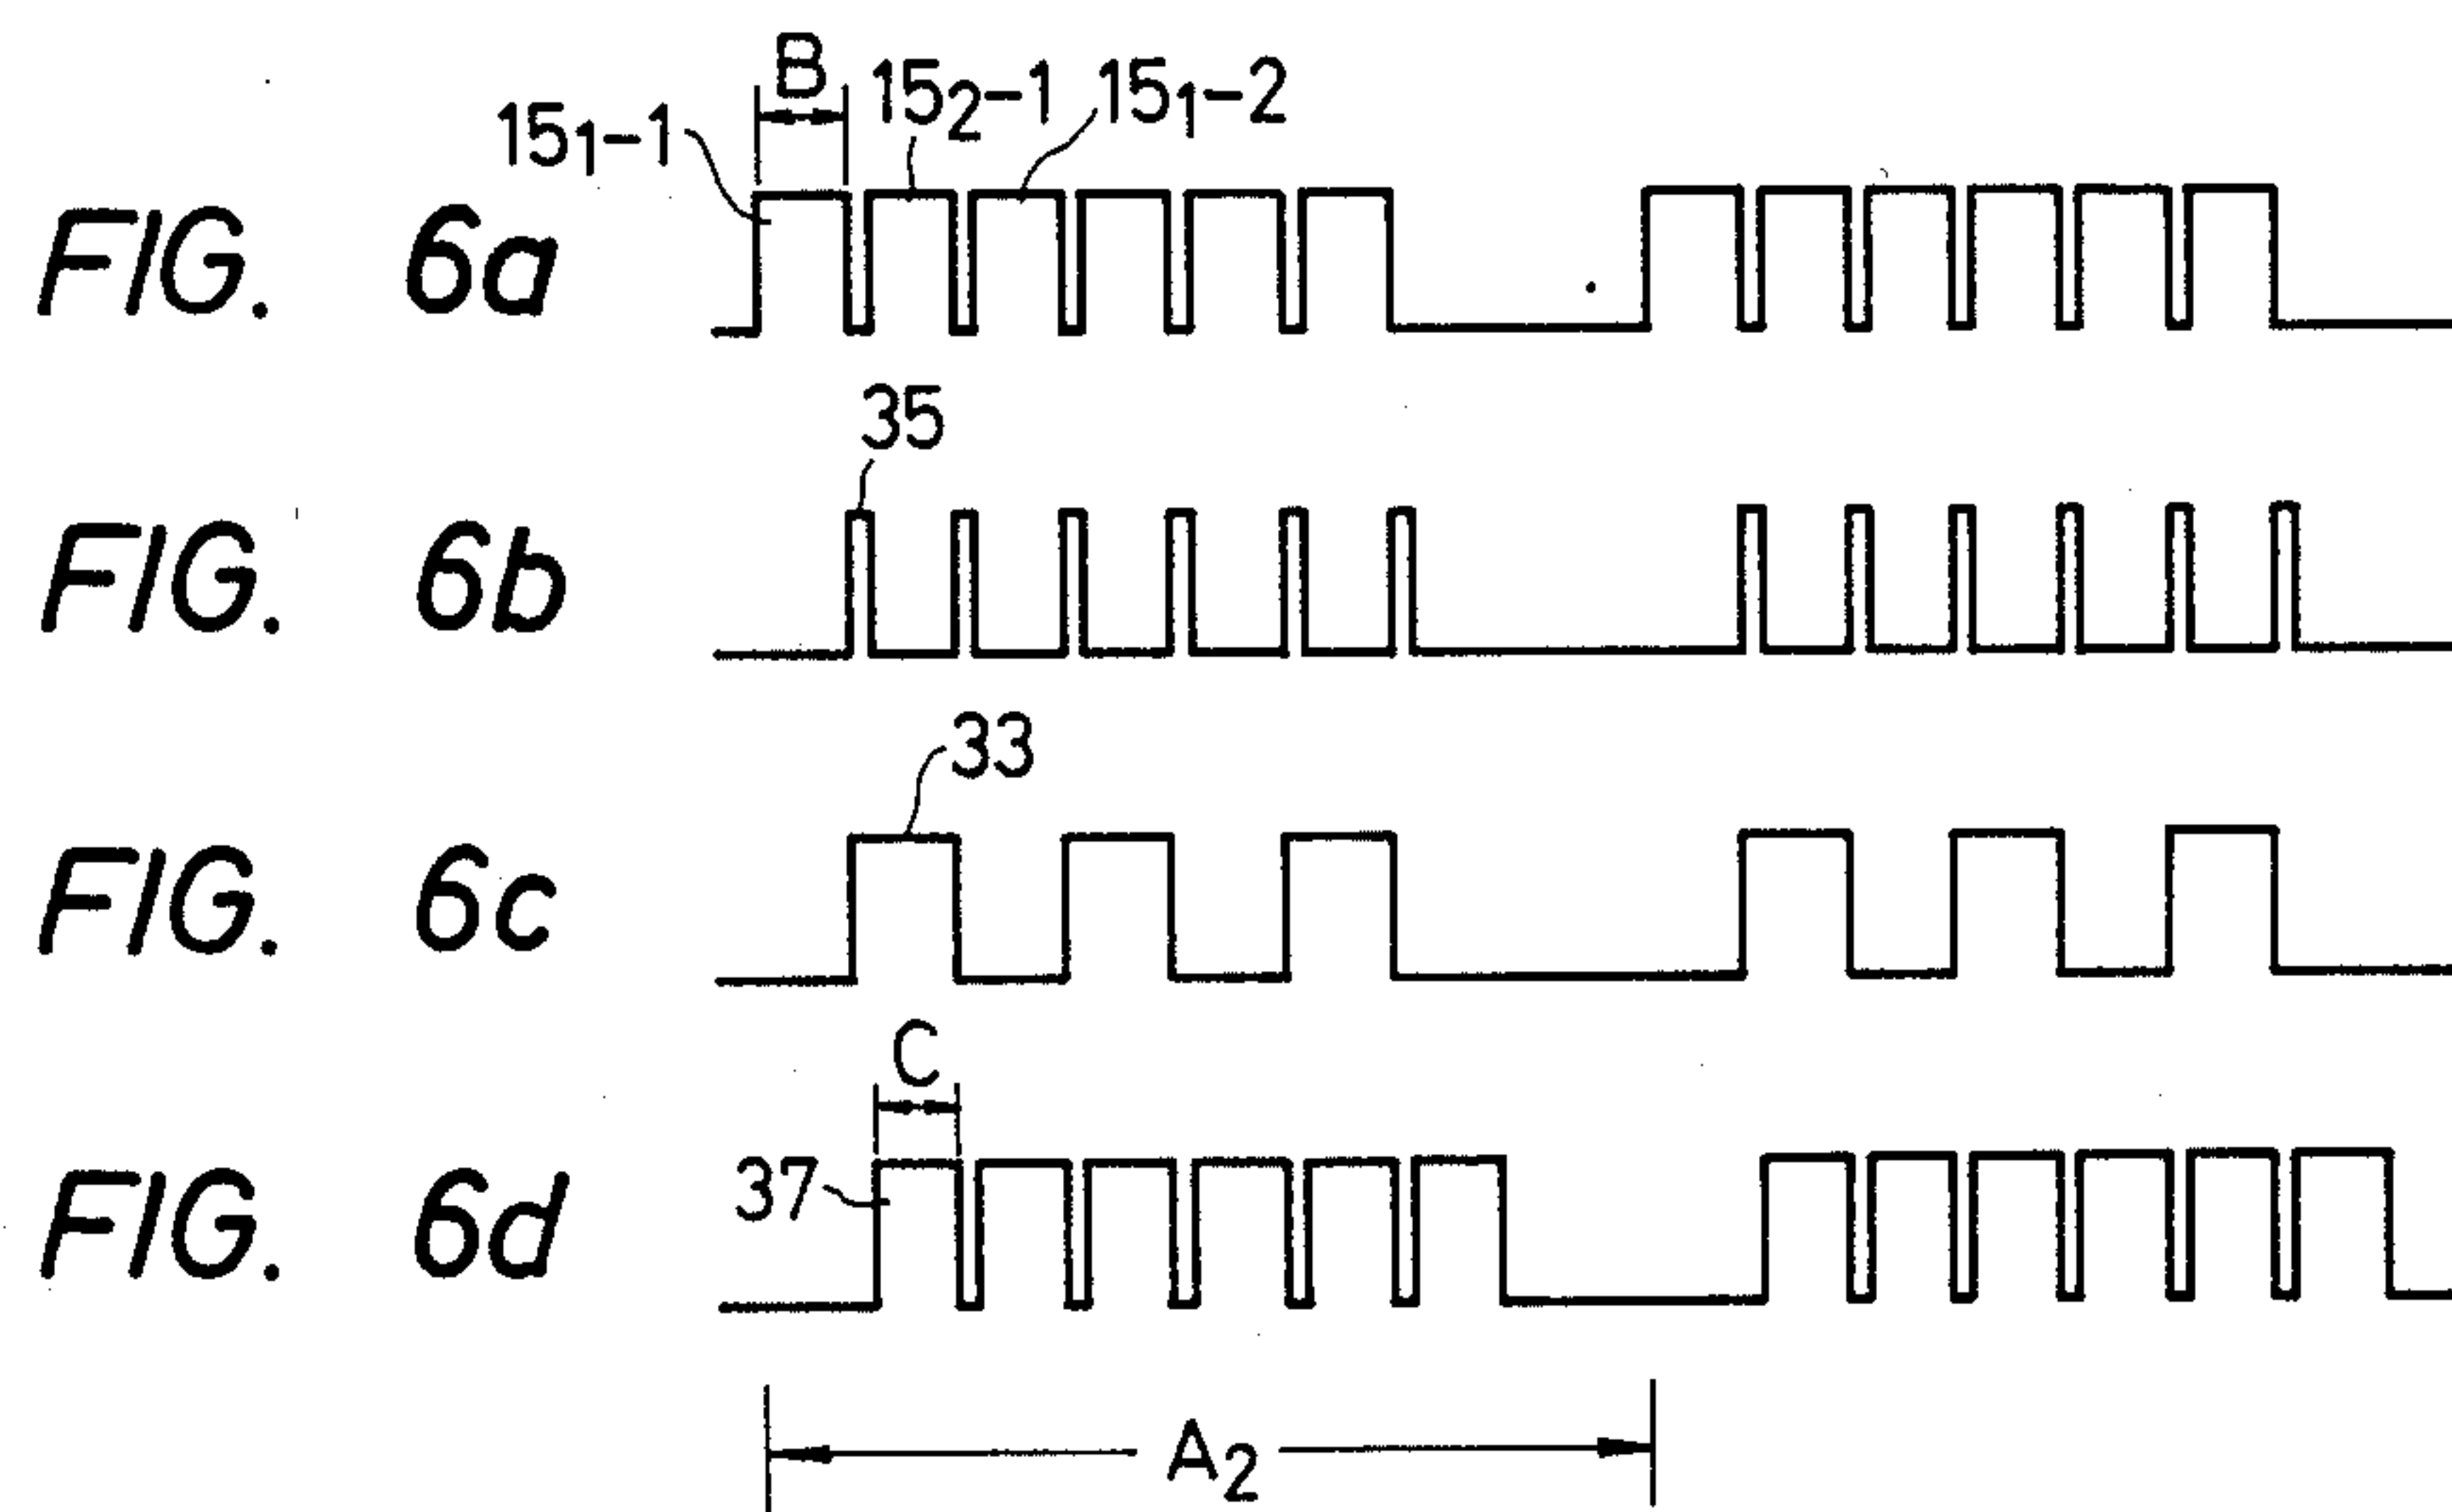 B
15₁-1
15₂-1
15₁-2
FIG. 6a
35
FIG. 6b
33
FIG. 6c
C
37
FIG. 6d
A₂